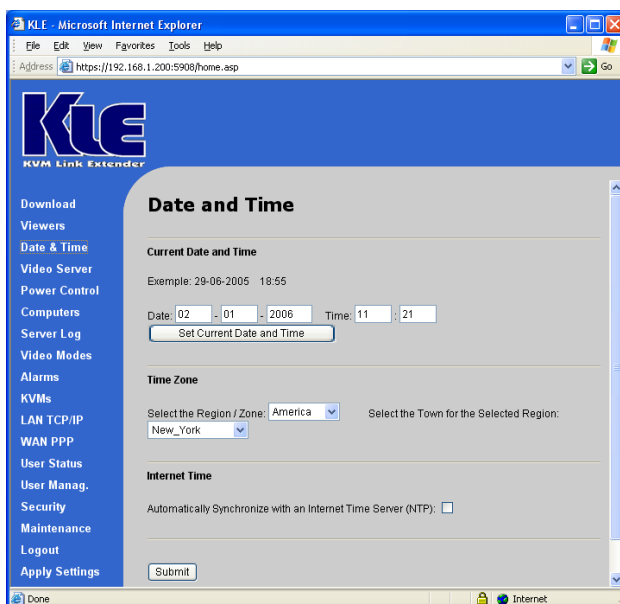 KLE - Microsoft Internet Explorer
File Edit View Favorites Tools Help
Address https://192.168.1.200:5908/home.asp Go
KLE
KVM Link Extender
Download
Viewers
Date & Time
Video Server
Power Control
Computers
Server Log
Video Modes
Alarms
KVMs
LAN TCP/IP
WAN PPP
User Status
User Manag.
Security
Maintenance
Logout
Apply Settings
Date and Time
Current Date and Time
Exemple: 29-06-2005 18:55
Date: 02 - 01 - 2006 Time: 11 : 21
Set Current Date and Time
Time Zone
Select the Region / Zone: America Select the Town for the Selected Region:
New_York
Internet Time
Automatically Synchronize with an Internet Time Server (NTP):
Submit
Done Internet